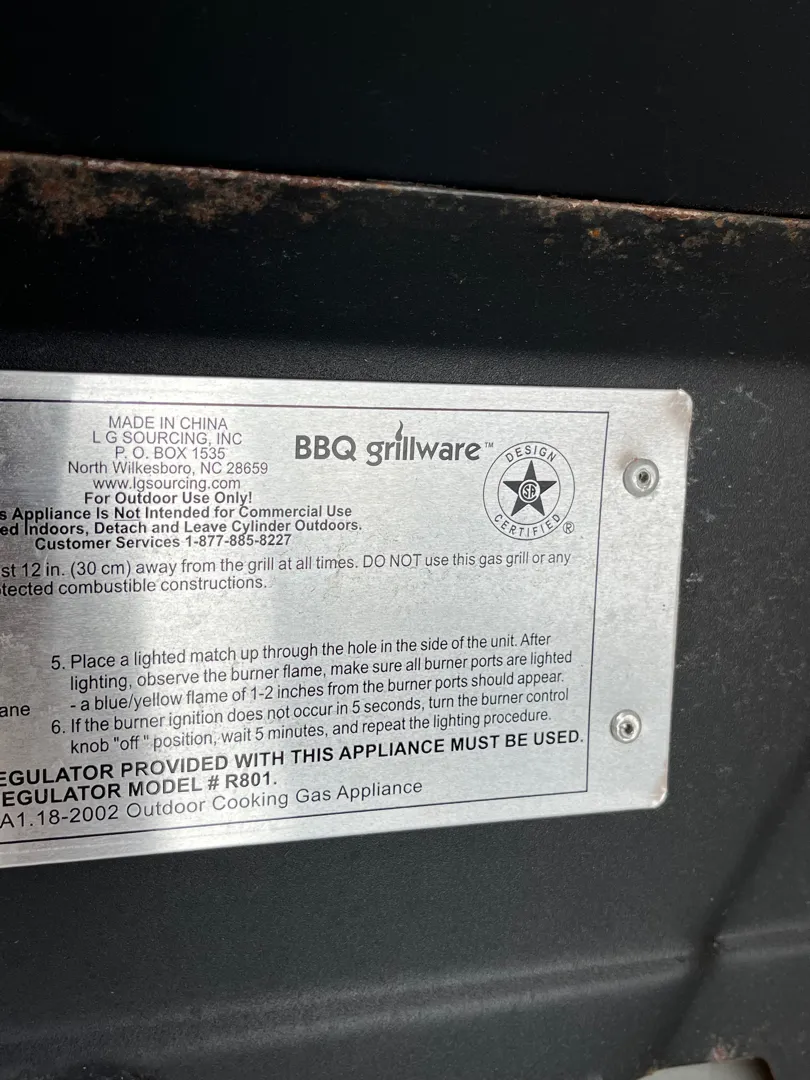 MADE IN CHINA
L G SOURCING, INC
P. O. BOX 1535
North Wilkesboro, NC 28659
www.lgsourcing.com
For Outdoor Use Only!
s Appliance Is Not Intended for Commercial Use
ed Indoors, Detach and Leave Cylinder Outdoors.
Customer Services 1-877-885-8227
BBQ grillware™
DESIGN
CERTIFIED®
st 12 in. (30 cm) away from the grill at all times. DO NOT use this gas grill or any
tected combustible constructions.
5. Place a lighted match up through the hole in the side of the unit. After
lighting, observe the burner flame, make sure all burner ports are lighted
- a blue/yellow flame of 1-2 inches from the burner ports should appear.
ane
6. If the burner ignition does not occur in 5 seconds, turn the burner control
knob "off " position, wait 5 minutes, and repeat the lighting procedure.
EGULATOR PROVIDED WITH THIS APPLIANCE MUST BE USED.
EGULATOR MODEL # R801.
A1.18-2002 Outdoor Cooking Gas Appliance